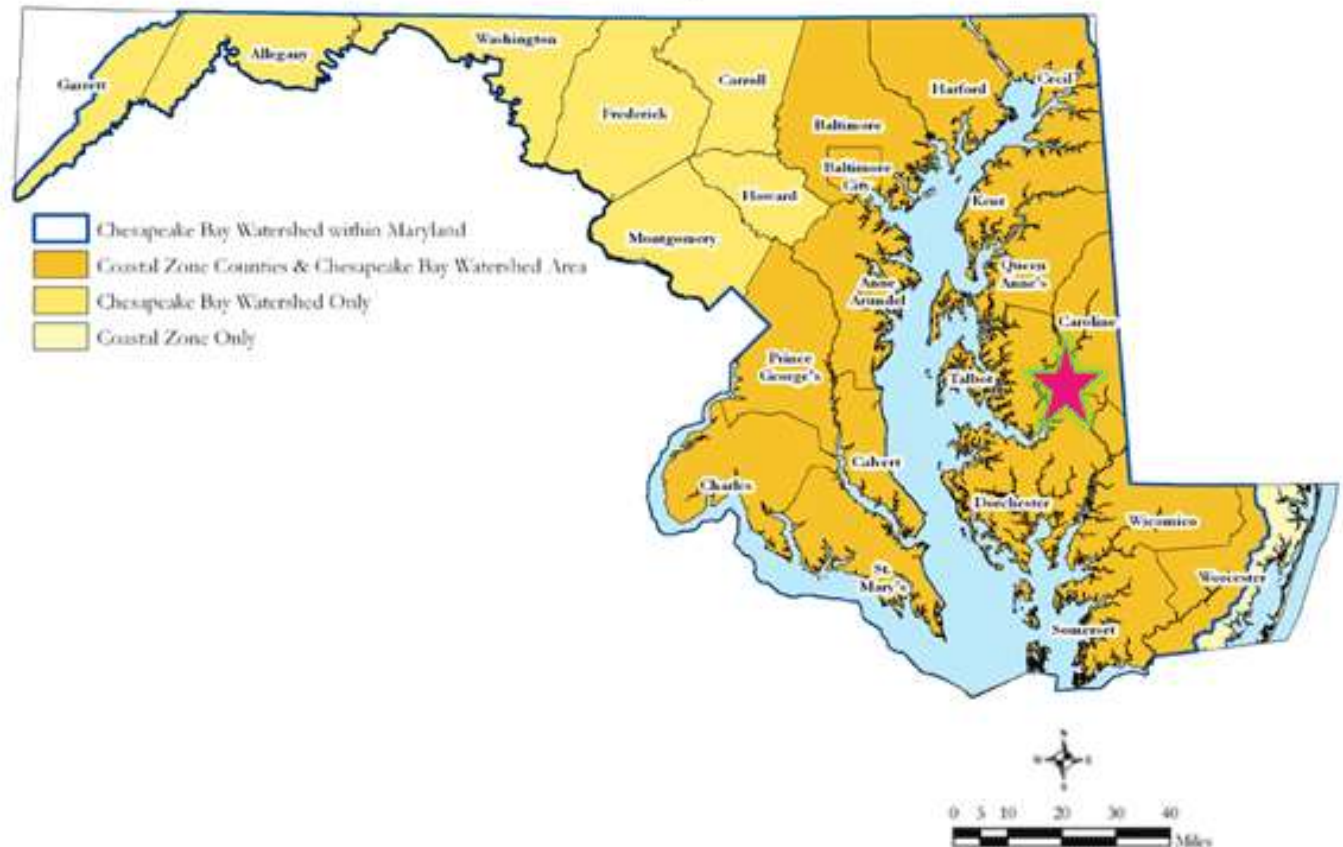 Garrett
Allegany
Washington
Frederick
Carroll
Baltimore
Harford
Cecil
Baltimore
City
Howard
Montgomery
Kent
Queen
Anne's
Anne
Arundel
Caroline
Prince
George's
Talbot
Calvert
Charles
Dorchester
St.
Mary's
Wicomico
Worcester
Somerset
Chesapeake Bay Watershed within Maryland
Coastal Zone Counties & Chesapeake Bay Watershed Area
Chesapeake Bay Watershed Only
Coastal Zone Only
N
W E
S
0 5 10 20 30 40
Miles